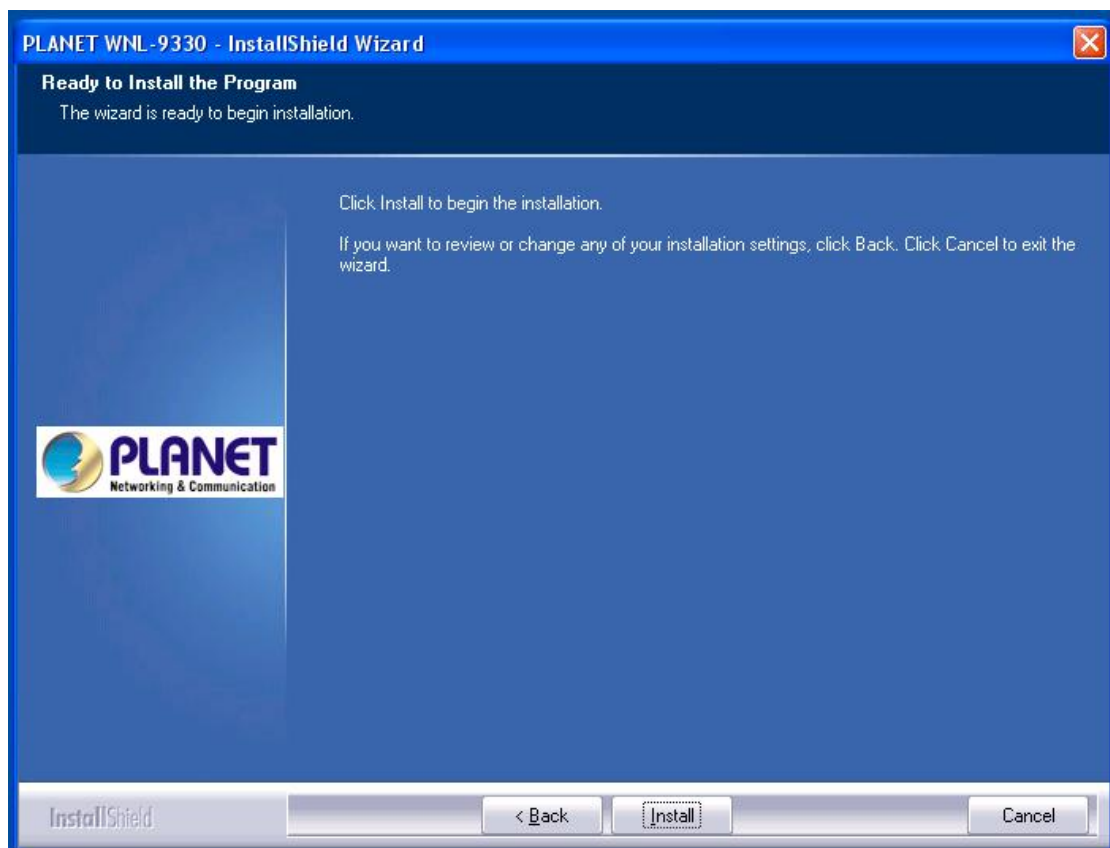 PLANET WNL-9330 - InstallShield Wizard
Ready to Install the Program
The wizard is ready to begin installation.
Click Install to begin the installation.
If you want to review or change any of your installation settings, click Back. Click Cancel to exit the
wizard.
PLANET
Networking & Communication
InstallShield
< Back
Install
Cancel